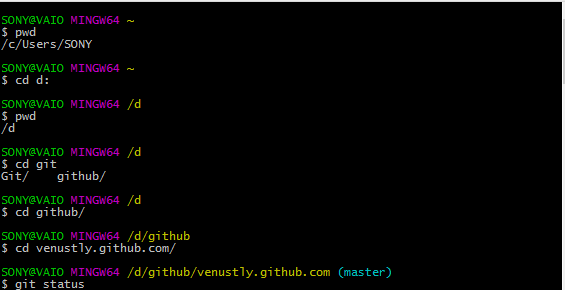 SONY@VAIO MINGW64 ~
$ pwd
/c/Users/SONY
SONY@VAIO MINGW64 ~
$ cd d:
SONY@VAIO MINGW64 /d
$ pwd
/d
SONY@VAIO MINGW64 /d
$ cd git
Git/    github/
SONY@VAIO MINGW64 /d
$ cd github/
SONY@VAIO MINGW64 /d/github
$ cd venustly.github.com/
SONY@VAIO MINGW64 /d/github/venustly.github.com (master)
$ git status